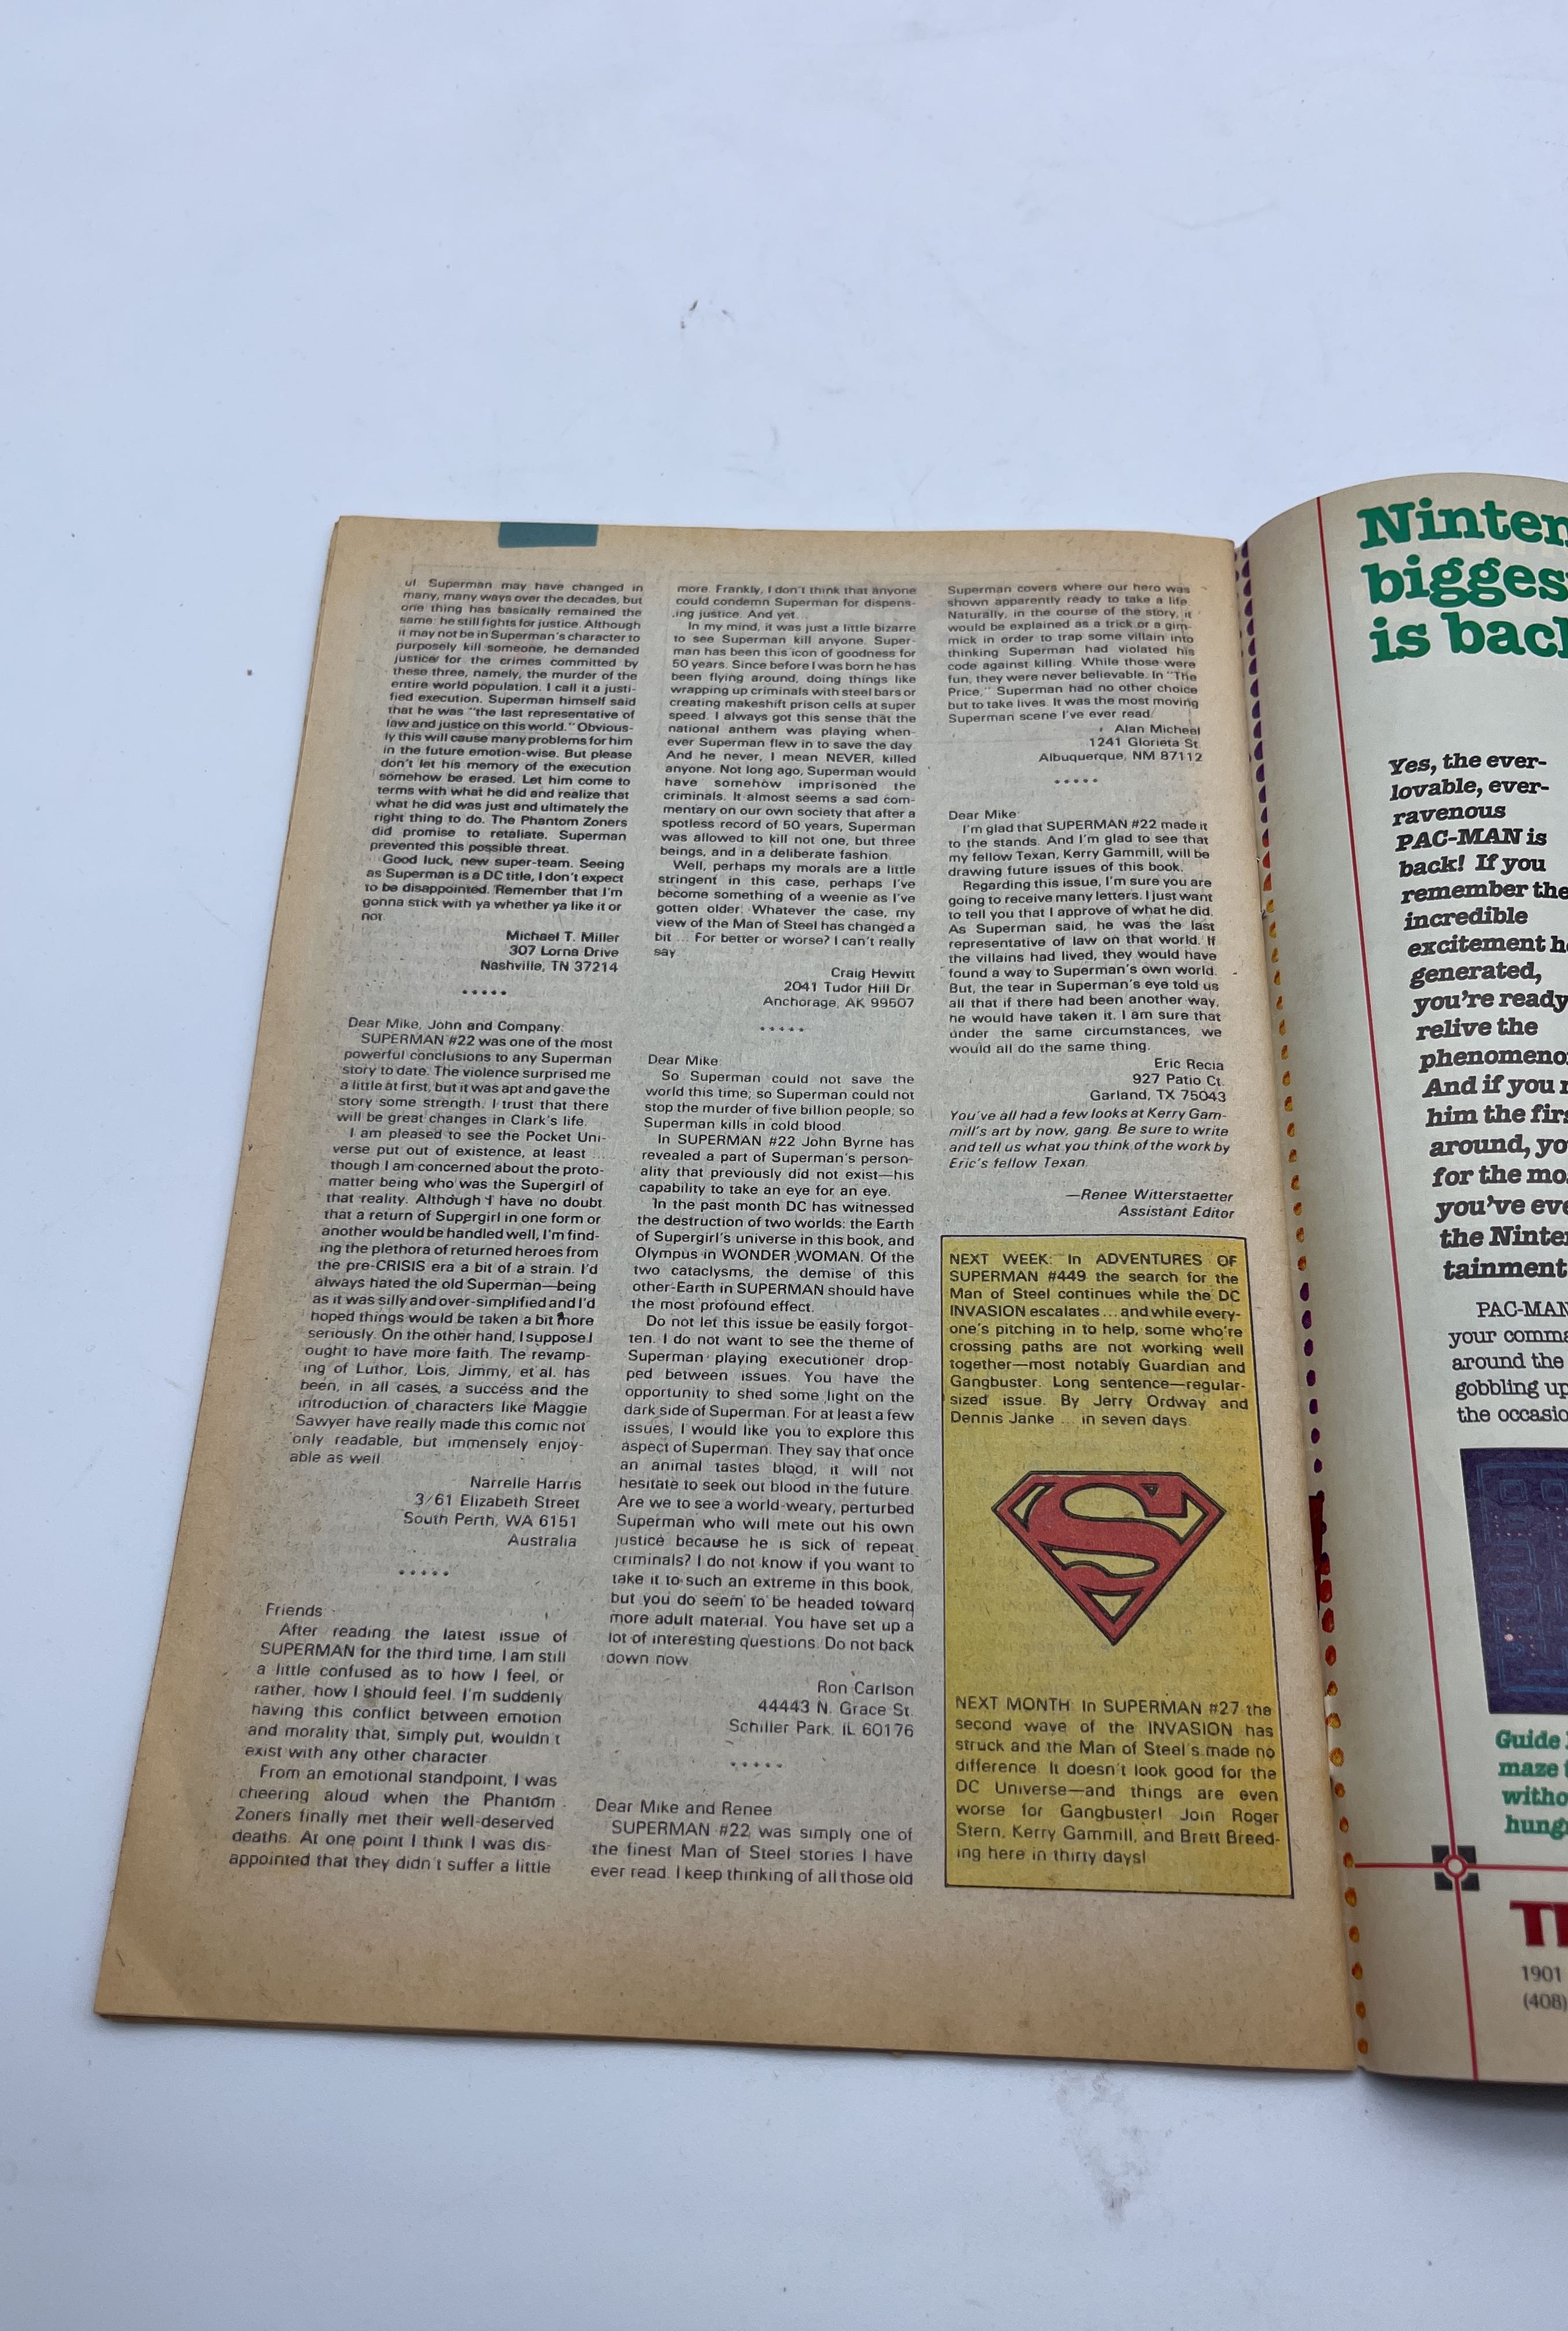 ul. Superman may have changed in
many, many ways over the decades, but
one thing has basically remained the
same: he still fights for justice. Although
it may not be in Superman's character to
purposely kill someone, he demanded
justice for the crimes committed by
these three, namely, the murder of the
entire world population. I call it a justi-
fied execution. Superman himself said
that he was "the last representative of
law and justice on this world." Obvious-
ly this will cause many problems for him
in the future emotion-wise. But please
don't let his memory of the execution
somehow be erased. Let him come to
terms with what he did and realize that
what he did was just and ultimately the
right thing to do. The Phantom Zoners
did promise to retaliate. Superman
prevented this possible threat.
Good luck, new super-team. Seeing
as Superman is a DC title, I don't expect
to be disappointed. Remember that I'm
gonna stick with ya whether ya like it or
not.
Michael T. Miller
307 Lorna Drive
Nashville, TN 37214
•••••
Dear Mike, John and Company:
SUPERMAN #22 was one of the most
powerful conclusions to any Superman
story to date. The violence surprised me
a little at first, but it was apt and gave the
story some strength. I trust that there
will be great changes in Clark's life.
I am pleased to see the Pocket Uni-
verse put out of existence, at least ...
though I am concerned about the proto-
matter being who was the Supergirl of
that reality. Although I have no doubt
that a return of Supergirl in one form or
another would be handled well, I'm find-
ing the plethora of returned heroes from
the pre-CRISIS era a bit of a strain. I'd
always hated the old Superman—being
as it was silly and over-simplified and I'd
hoped things would be taken a bit more
seriously. On the other hand, I suppose I
ought to have more faith. The revamp-
ing of Luthor, Lois, Jimmy, et al. has
been, in all cases, a success and the
introduction of characters like Maggie
Sawyer have really made this comic not
only readable, but immensely enjoy-
able as well.
Narrelle Harris
3/61 Elizabeth Street
South Perth, WA 6151
Australia
•••••
Friends:
After reading the latest issue of
SUPERMAN for the third time, I am still
a little confused as to how I feel, or
rather, how I should feel. I'm suddenly
having this conflict between emotion
and morality that, simply put, wouldn't
exist with any other character.
From an emotional standpoint, I was
cheering aloud when the Phantom
Zoners finally met their well-deserved
deaths. At one point I think I was dis-
appointed that they didn't suffer a little
more. Frankly, I don't think that anyone
could condemn Superman for dispens-
ing justice. And yet...
In my mind, it was just a little bizarre
to see Superman kill anyone. Super-
man has been this icon of goodness for
50 years. Since before I was born he has
been flying around, doing things like
wrapping up criminals with steel bars or
creating makeshift prison cells at super
speed. I always got this sense that the
national anthem was playing when-
ever Superman flew in to save the day.
And he never, I mean NEVER, killed
anyone. Not long ago, Superman would
have somehow imprisoned the
criminals. It almost seems a sad com-
mentary on our own society that after a
spotless record of 50 years, Superman
was allowed to kill not one, but three
beings, and in a deliberate fashion.
Well, perhaps my morals are a little
stringent in this case, perhaps I've
become something of a weenie as I've
gotten older. Whatever the case, my
view of the Man of Steel has changed a
bit ... For better or worse? I can't really
say.
Craig Hewitt
2041 Tudor Hill Dr.
Anchorage, AK 99507
•••••
Dear Mike:
So Superman could not save the
world this time; so Superman could not
stop the murder of five billion people; so
Superman kills in cold blood.
In SUPERMAN #22 John Byrne has
revealed a part of Superman's person-
ality that previously did not exist—his
capability to take an eye for an eye.
In the past month DC has witnessed
the destruction of two worlds: the Earth
of Supergirl's universe in this book, and
Olympus in WONDER WOMAN. Of the
two cataclysms, the demise of this
other-Earth in SUPERMAN should have
the most profound effect.
Do not let this issue be easily forgot-
ten. I do not want to see the theme of
Superman playing executioner drop-
ped between issues. You have the
opportunity to shed some light on the
dark side of Superman. For at least a few
issues, I would like you to explore this
aspect of Superman. They say that once
an animal tastes blood, it will not
hesitate to seek out blood in the future.
Are we to see a world-weary, perturbed
Superman who will mete out his own
justice because he is sick of repeat
criminals? I do not know if you want to
take it to such an extreme in this book,
but you do seem to be headed toward
more adult material. You have set up a
lot of interesting questions. Do not back
down now.
Ron Carlson
44443 N. Grace St.
Schiller Park, IL 60176
•••••
Dear Mike and Renee:
SUPERMAN #22 was simply one of
the finest Man of Steel stories I have
ever read. I keep thinking of all those old
Superman covers where our hero was
shown apparently ready to take a life.
Naturally, in the course of the story, it
would be explained as a trick or a gim-
mick in order to trap some villain into
thinking Superman had violated his
code against killing. While those were
fun, they were never believable. In "The
Price," Superman had no other choice
but to take lives. It was the most moving
Superman scene I've ever read.
Alan Micheel
1241 Glorieta St.
Albuquerque, NM 87112
•••••
Dear Mike:
I'm glad that SUPERMAN #22 made it
to the stands. And I'm glad to see that
my fellow Texan, Kerry Gammill, will be
drawing future issues of this book.
Regarding this issue, I'm sure you are
going to receive many letters. I just want
to tell you that I approve of what he did.
As Superman said, he was the last
representative of law on that world. If
the villains had lived, they would have
found a way to Superman's own world.
But, the tear in Superman's eye told us
all that if there had been another way,
he would have taken it. I am sure that
under the same circumstances, we
would all do the same thing.
Eric Recia
927 Patio Ct.
Garland, TX 75043
You've all had a few looks at Kerry Gam-
mill's art by now, gang. Be sure to write
and tell us what you think of the work by
Eric's fellow Texan.
—Renee Witterstaetter
Assistant Editor
NEXT WEEK: In ADVENTURES OF
SUPERMAN #449 the search for the
Man of Steel continues while the DC
INVASION escalates ... and while every-
one's pitching in to help, some who're
crossing paths are not working well
together—most notably Guardian and
Gangbuster. Long sentence—regular-
sized issue. By Jerry Ordway and
Dennis Janke ... in seven days.
S
NEXT MONTH: In SUPERMAN #27 the
second wave of the INVASION has
struck and the Man of Steel's made no
difference. It doesn't look good for the
DC Universe—and things are even
worse for Gangbuster! Join Roger
Stern, Kerry Gammill, and Brett Breed-
ing here in thirty days!
Ninten
bigges
is bac
Yes, the ever-
lovable, ever-
ravenous
PAC-MAN is
back! If you
remember the
incredible
excitement h
generated,
you're ready
relive the
phenomeno
And if you
him the firs
around, yo
for the mo
you've eve
the Ninte
tainment
PAC-MAN
your comma
around the
gobbling up
the occasio
Guide
maze
witho
hung
1901
(408)